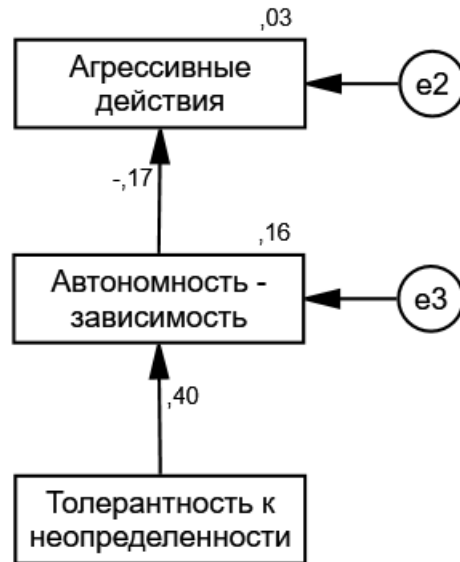 ,03
Агрессивные
действия
e2
-,17
,16
Автономность -
зависимость
e3
,40
Толерантность к
неопределенности